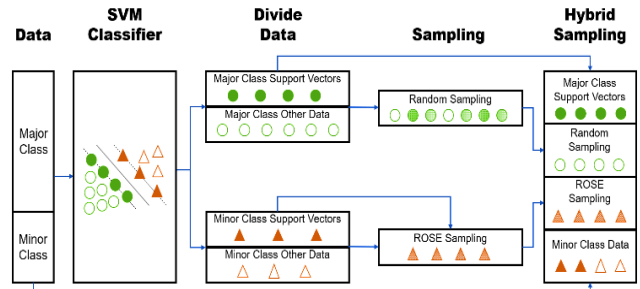 Data
SVM
Classifier
Divide
Data
Sampling
Hybrid
Sampling
Major
Class
Minor
Class
Major Class Support Vectors
Major Class Other Data
Minor Class Support Vectors
Minor Class Other Data
Random Sampling
ROSE Sampling
Major Class
Support Vectors
Random
Sampling
ROSE
Sampling
Minor Class Data